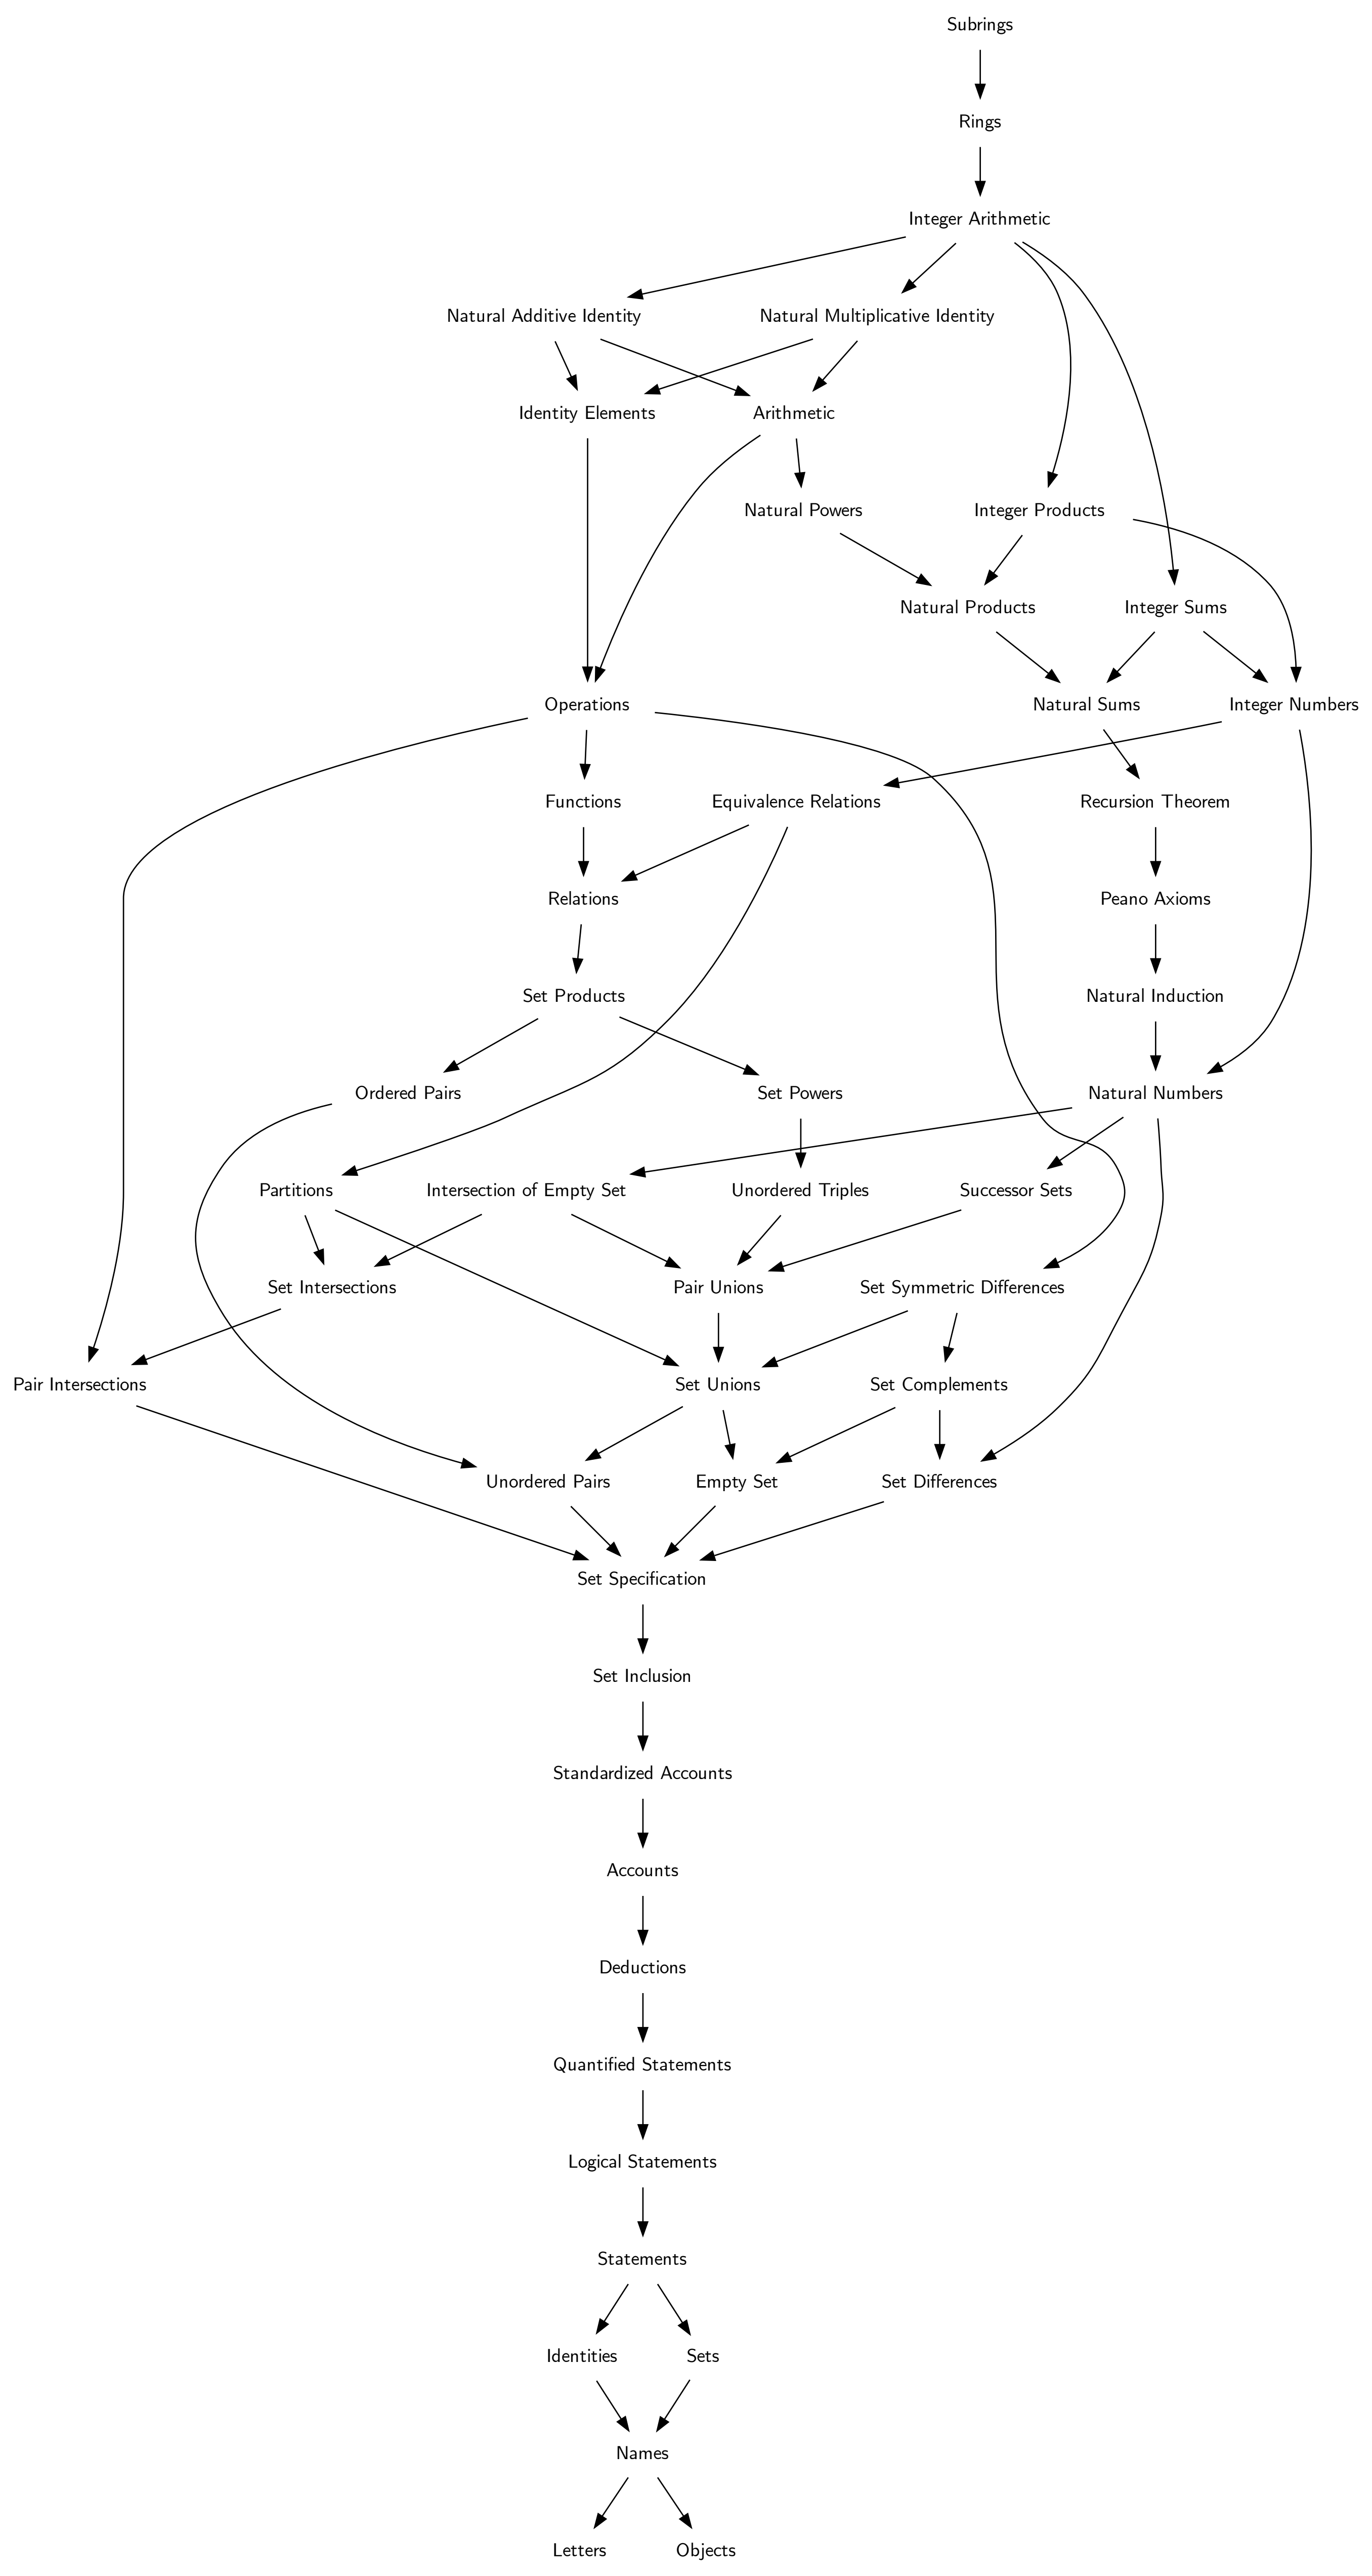 Subrings
Rings
Integer Arithmetic
Natural Additive Identity
Natural Multiplicative Identity
Identity Elements
Arithmetic
Natural Powers
Integer Products
Natural Products
Integer Sums
Operations
Natural Sums
Integer Numbers
Functions
Equivalence Relations
Recursion Theorem
Relations
Peano Axioms
Set Products
Natural Induction
Ordered Pairs
Set Powers
Natural Numbers
Partitions
Intersection of Empty Set
Unordered Triples
Successor Sets
Set Intersections
Pair Unions
Set Symmetric Differences
Pair Intersections
Set Unions
Set Complements
Unordered Pairs
Empty Set
Set Differences
Set Specification
Set Inclusion
Standardized Accounts
Accounts
Deductions
Quantified Statements
Logical Statements
Statements
Identities
Sets
Names
Letters
Objects